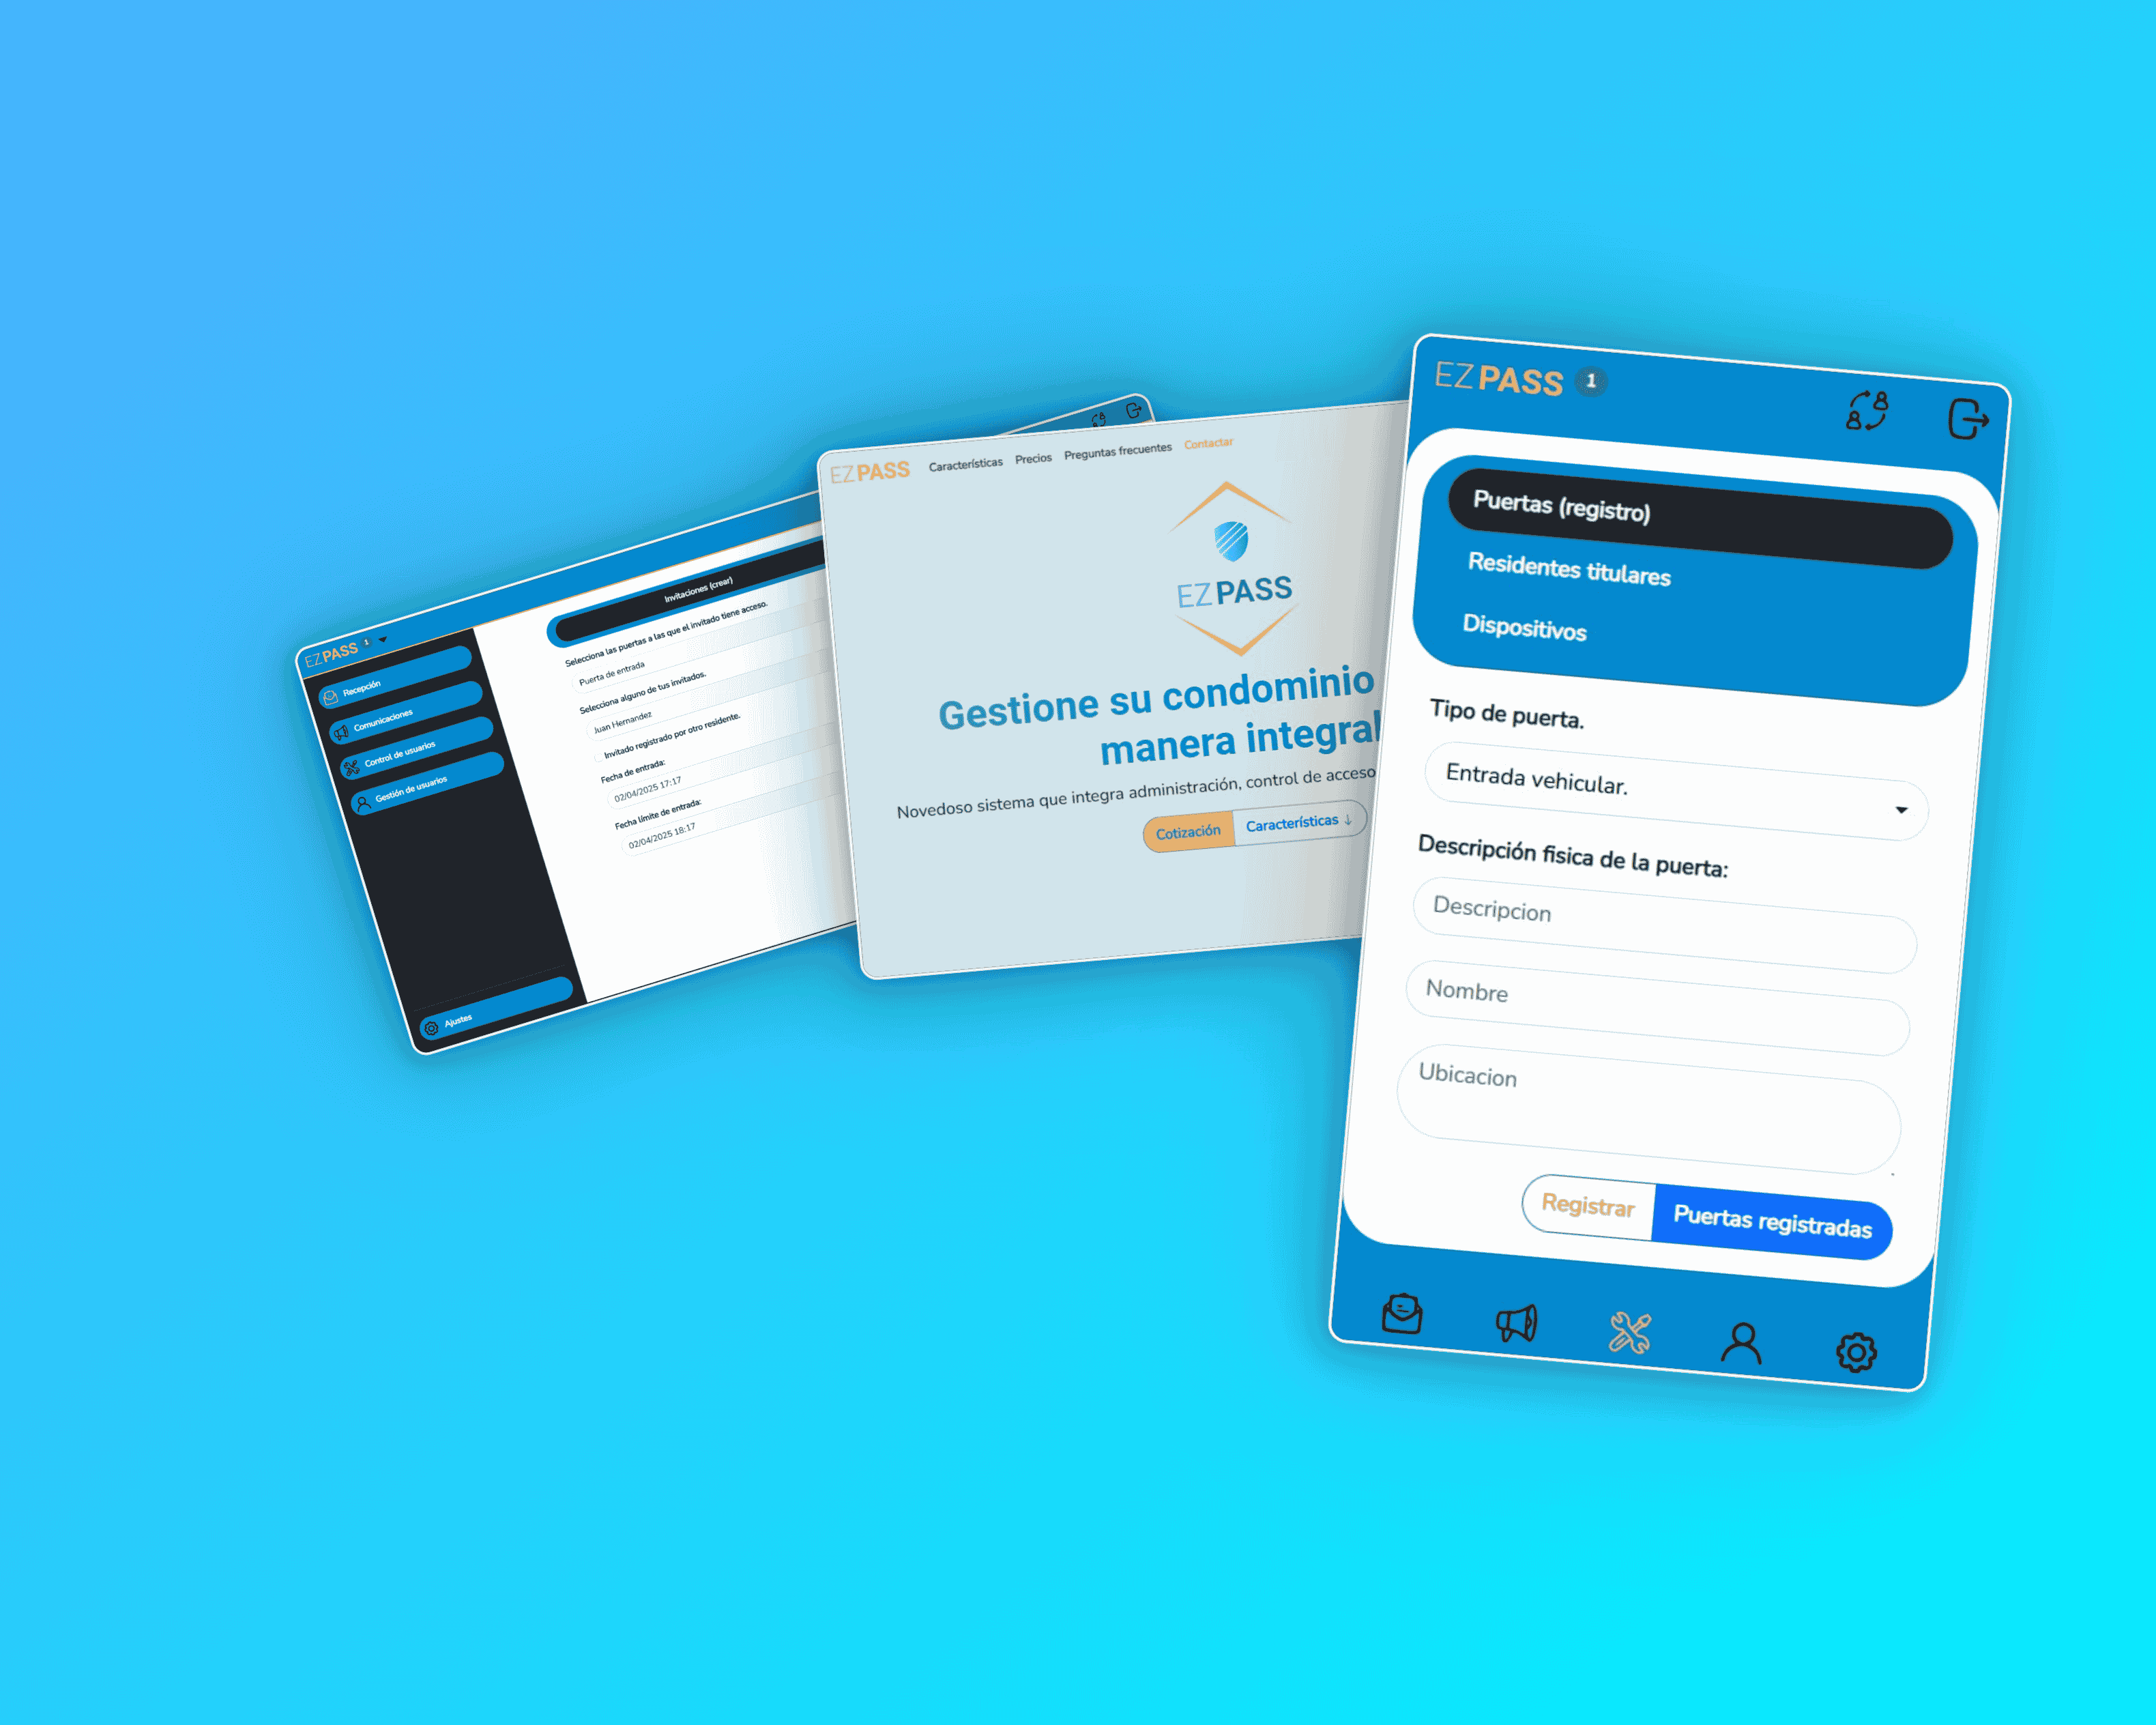 EZ PASS 1
Recepción
Comunicaciones
Control de usuarios
Gestión de usuarios
Ajustes
Invitaciones (crear)
Selecciona las puertas a las que el invitado tiene acceso.
Puerta de entrada
Selecciona alguno de tus invitados.
Juan Hernandez
Invitado registrado por otro residente.
Fecha de entrada:
02/04/2025 17:17
Fecha límite de entrada:
02/04/2025 18:17
EZ PASS Características Precios Preguntas frecuentes Contactar
EZ PASS
Gestione su condominio
manera integral
Novedoso sistema que integra administración, control de acceso
Cotización Características ↓
EZ PASS 1
Puertas (registro)
Residentes titulares
Dispositivos
Tipo de puerta.
Entrada vehicular.
Descripción fisica de la puerta:
Descripcion
Nombre
Ubicacion
Registrar Puertas registradas